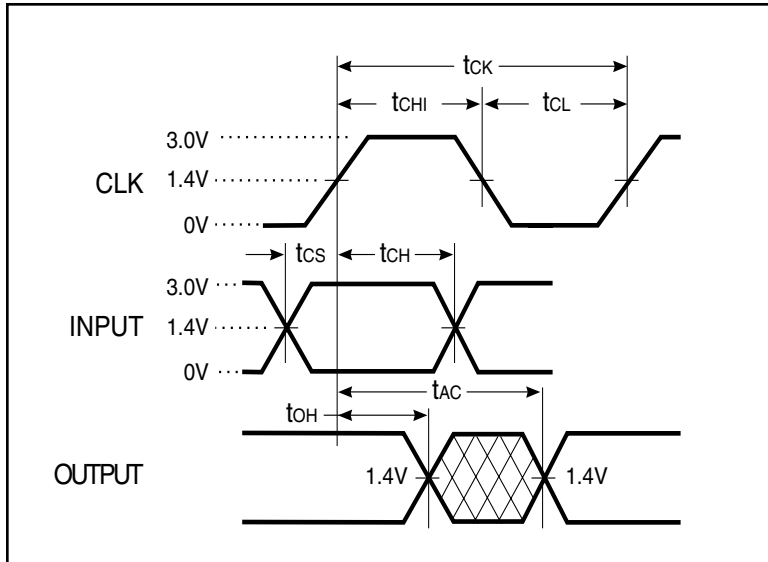 tCK
tCHI tCL
3.0V
CLK 1.4V
0V
tCS tCH
3.0V
INPUT 1.4V
0V
tAC
tOH
OUTPUT 1.4V 1.4V